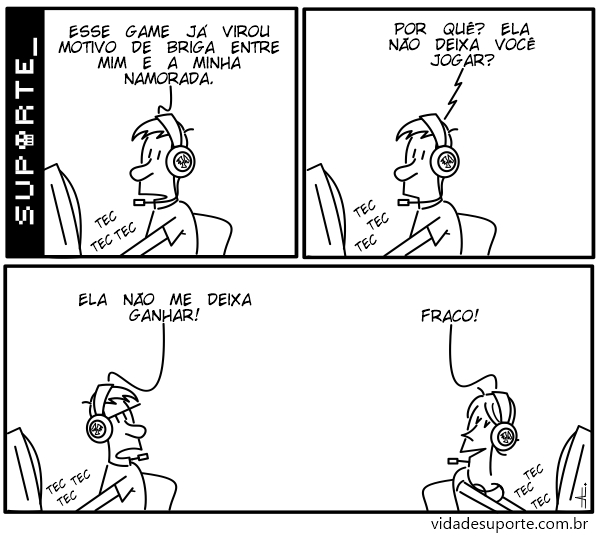 SUPORTE_
ESSE GAME JÁ VIROU
MOTIVO DE BRIGA ENTRE
MIM E A MINHA
NAMORADA.
TEC
TEC TEC
POR QUÊ? ELA
NÃO DEIXA VOCÊ
JOGAR?
TEC
TEC
TEC
ELA NÃO ME DEIXA
GANHAR!
FRACO!
TEC TEC
TEC
TEC
TEC
TEC
vidadesuporte.com.br